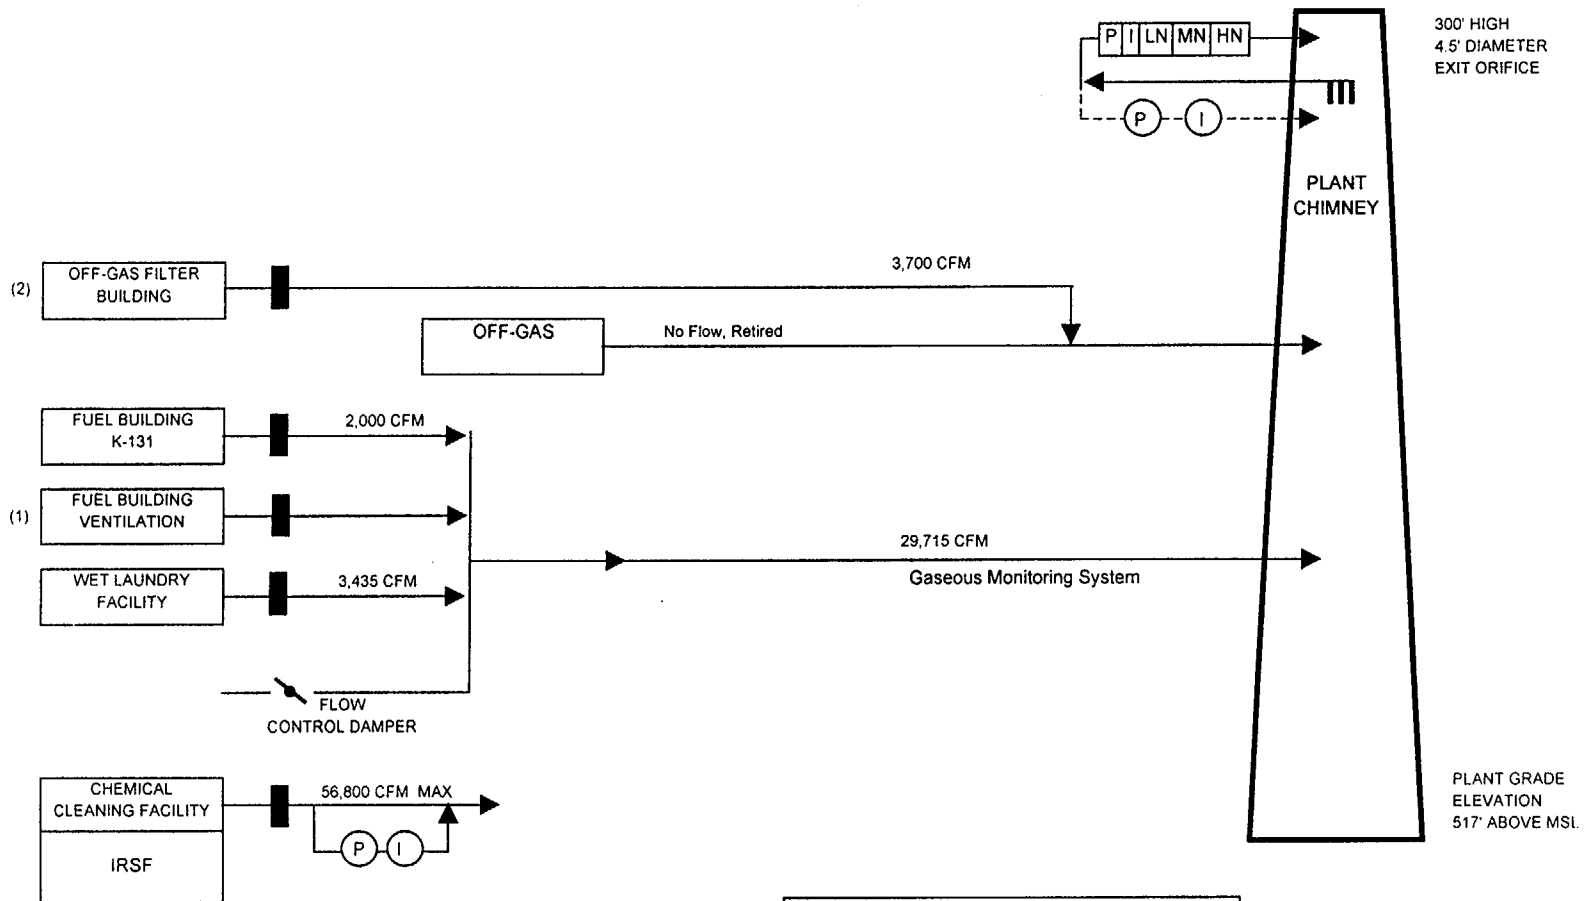 P I LN MN HN
300' HIGH
4.5' DIAMETER
EXIT ORIFICE
P I
PLANT
CHIMNEY
(2)
OFF-GAS FILTER
BUILDING
3,700 CFM
OFF-GAS
No Flow, Retired
FUEL BUILDING
K-131
2,000 CFM
(1)
FUEL BUILDING
VENTILATION
29,715 CFM
Gaseous Monitoring System
WET LAUNDRY
FACILITY
3,435 CFM
FLOW
CONTROL DAMPER
CHEMICAL
CLEANING FACILITY
56,800 CFM MAX
P I
IRSF
PLANT GRADE
ELEVATION
517' ABOVE MSL